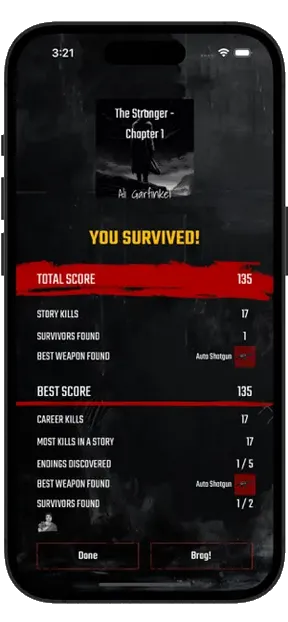 3:21
The Stranger -
Chapter 1
Ali Garfinkel
YOU SURVIVED!
TOTAL SCORE 135
STORY KILLS 17
SURVIVORS FOUND 1
BEST WEAPON FOUND Auto Shotgun
BEST SCORE 135
CAREER KILLS 17
MOST KILLS IN A STORY 17
ENDINGS DISCOVERED 1 / 5
BEST WEAPON FOUND Auto Shotgun
SURVIVORS FOUND 1 / 2
Done Brag!